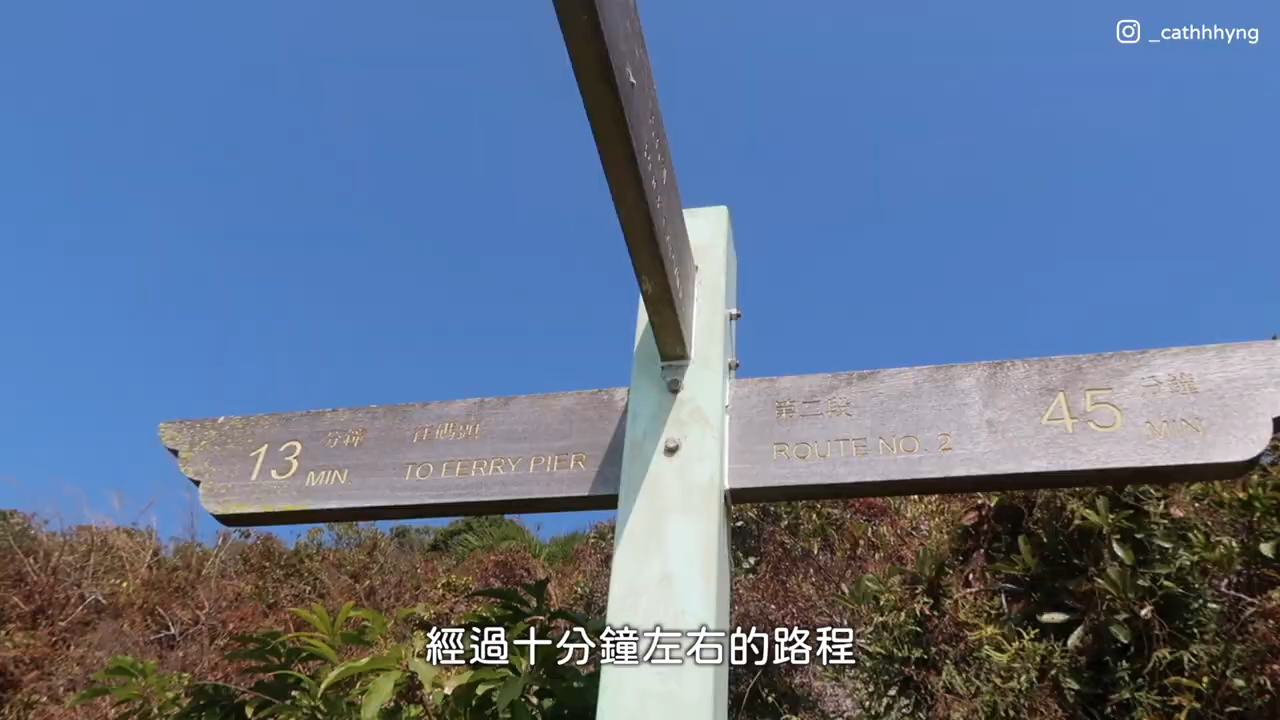 _cathhhyng
13 分鐘
MIN.
往碼頭
TO FERRY PIER
第二段
ROUTE NO. 2
45 分鐘
MIN.
經過十分鐘左右的路程